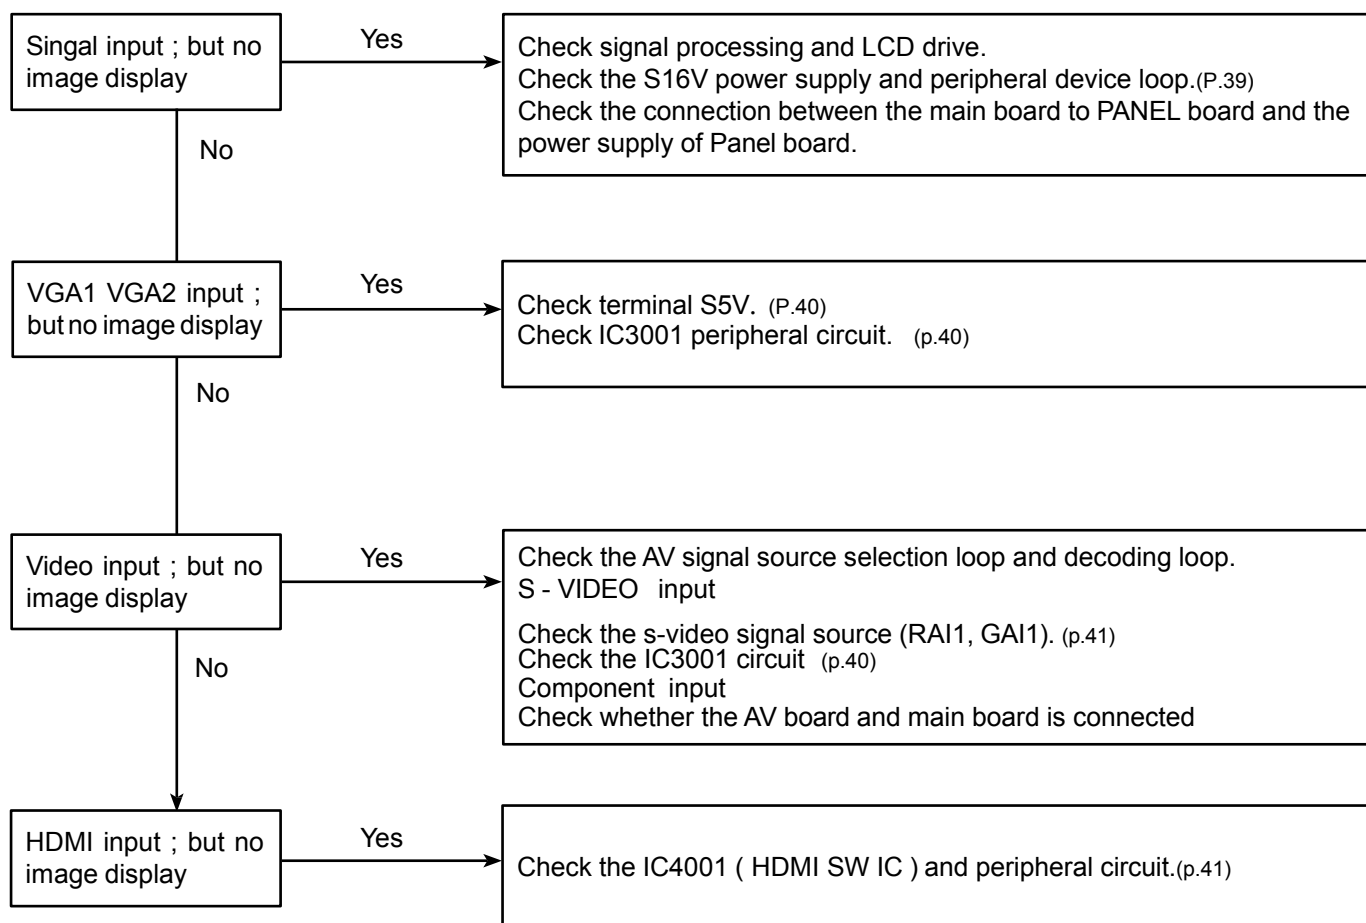 Singal input ; but no
image display
Yes
Check signal processing and LCD drive.
Check the S16V power supply and peripheral device loop.(P.39)
Check the connection between the main board to PANEL board and the
power supply of Panel board.
No
VGA1 VGA2 input ;
but no image display
Yes
Check terminal S5V. (P.40)
Check IC3001 peripheral circuit. (p.40)
No
Video input ; but no
image display
Yes
Check the AV signal source selection loop and decoding loop.
S - VIDEO input
Check the s-video signal source (RAI1, GAI1). (p.41)
Check the IC3001 circuit (p.40)
Component input
Check whether the AV board and main board is connected
No
HDMI input ; but no
image display
Yes
Check the IC4001 ( HDMI SW IC ) and peripheral circuit.(p.41)